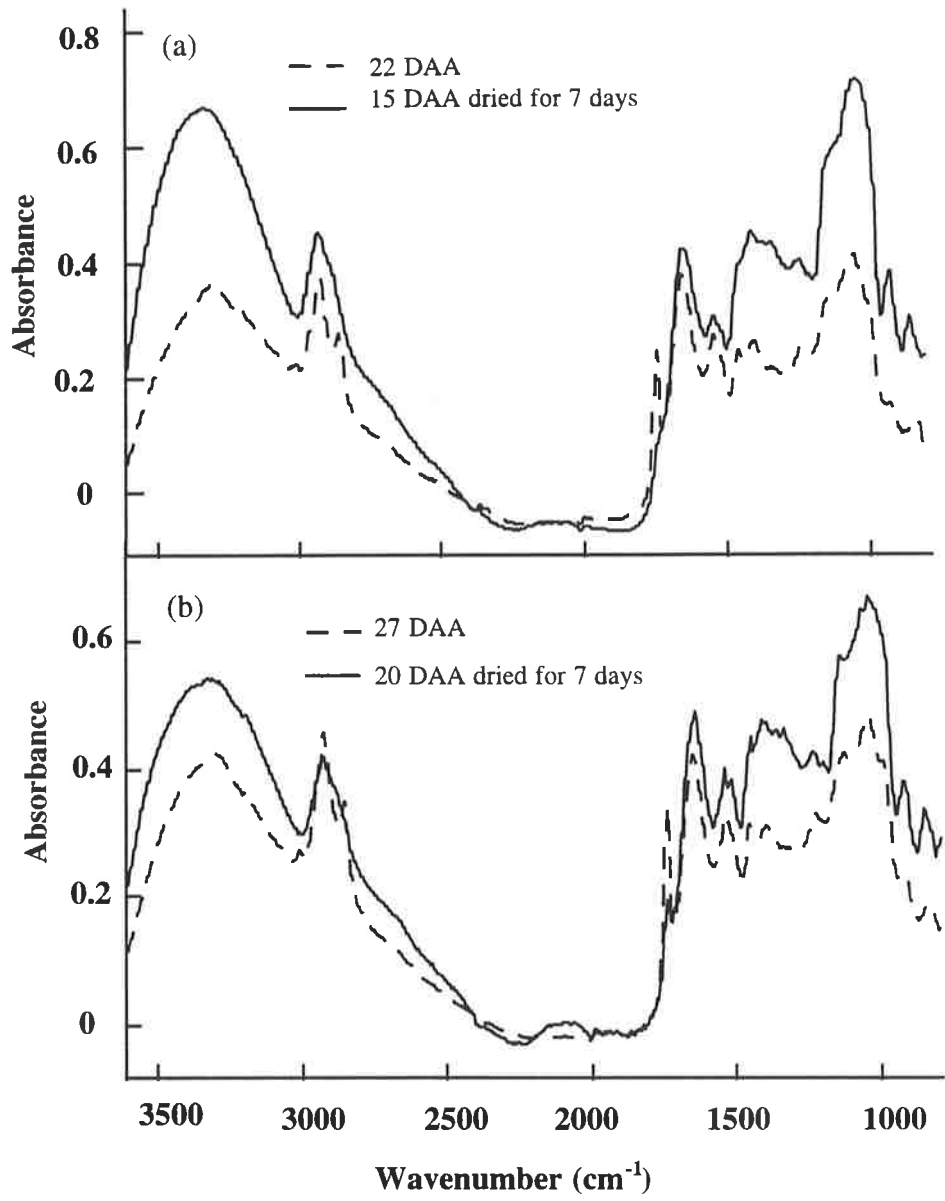 (a)
22 DAA
15 DAA dried for 7 days
0.8
0.6
0.4
0.2
0
Absorbance
(b)
27 DAA
20 DAA dried for 7 days
0.6
0.4
0.2
0
Absorbance
3500 3000 2500 2000 1500 1000
Wavenumber (cm⁻¹)